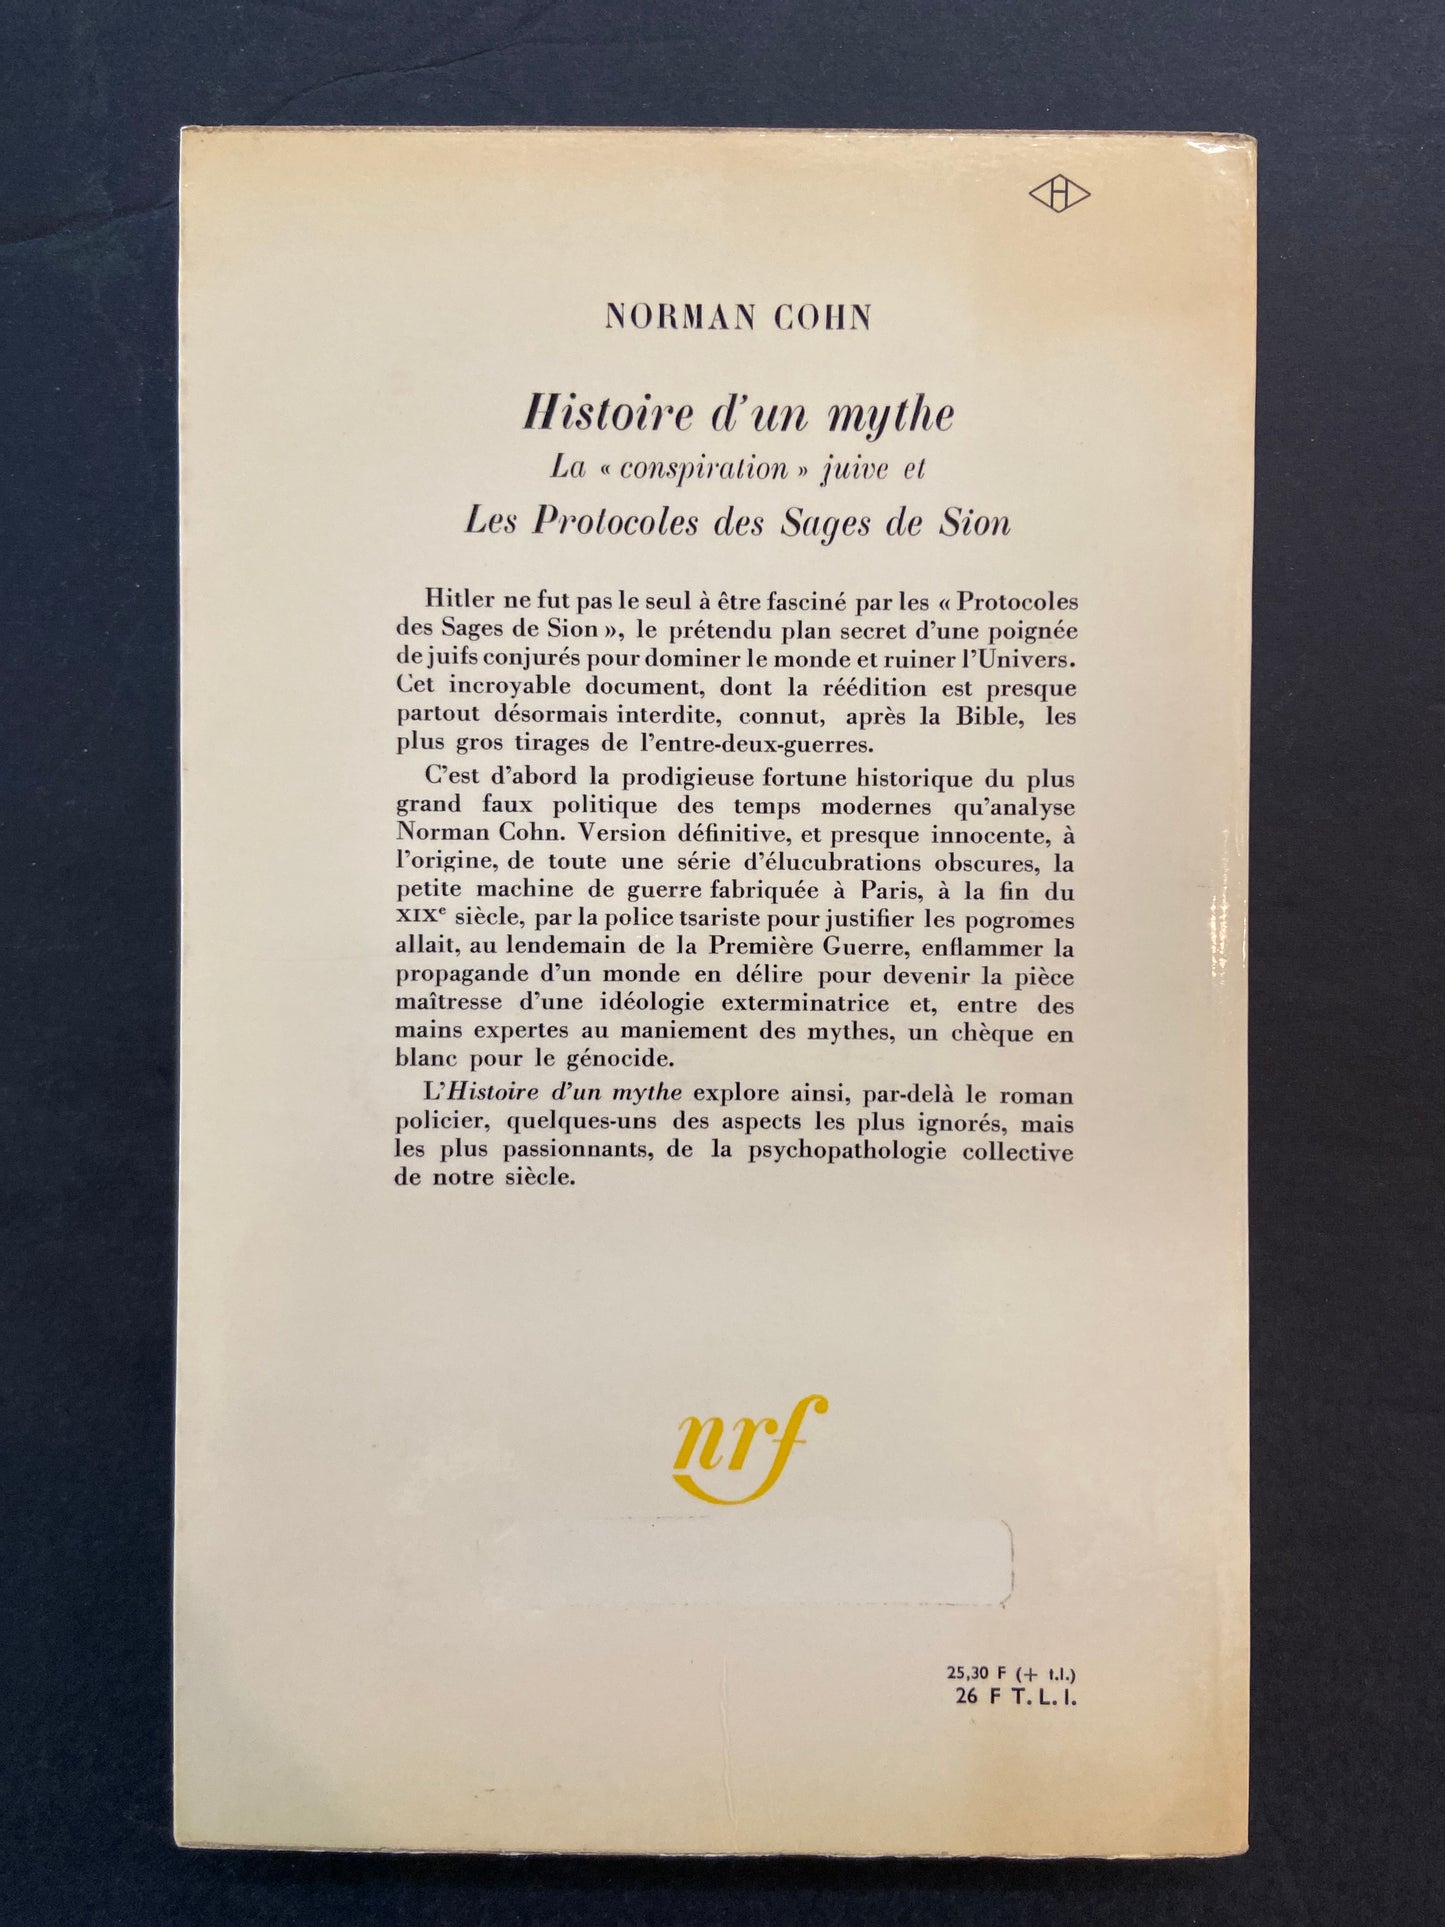 H
NORMAN COHN
Histoire d'un mythe
La « conspiration » juive et
Les Protocoles des Sages de Sion
Hitler ne fut pas le seul à être fasciné par les « Protocoles
des Sages de Sion », le prétendu plan secret d'une poignée
de juifs conjurés pour dominer le monde et ruiner l'Univers.
Cet incroyable document, dont la réédition est presque
partout désormais interdite, connut, après la Bible, les
plus gros tirages de l'entre-deux-guerres.
C'est d'abord la prodigieuse fortune historique du plus
grand faux politique des temps modernes qu'analyse
Norman Cohn. Version définitive, et presque innocente, à
l'origine, de toute une série d'élucubrations obscures, la
petite machine de guerre fabriquée à Paris, à la fin du
XIXe siècle, par la police tsariste pour justifier les pogromes
allait, au lendemain de la Première Guerre, enflammer la
propagande d'un monde en délire pour devenir la pièce
maîtresse d'une idéologie exterminatrice et, entre des
mains expertes au maniement des mythes, un chèque en
blanc pour le génocide.
L'Histoire d'un mythe explore ainsi, par-delà le roman
policier, quelques-uns des aspects les plus ignorés, mais
les plus passionnants, de la psychopathologie collective
de notre siècle.
nrf
25,30 F (+ t.l.)
26 F T.L.I.